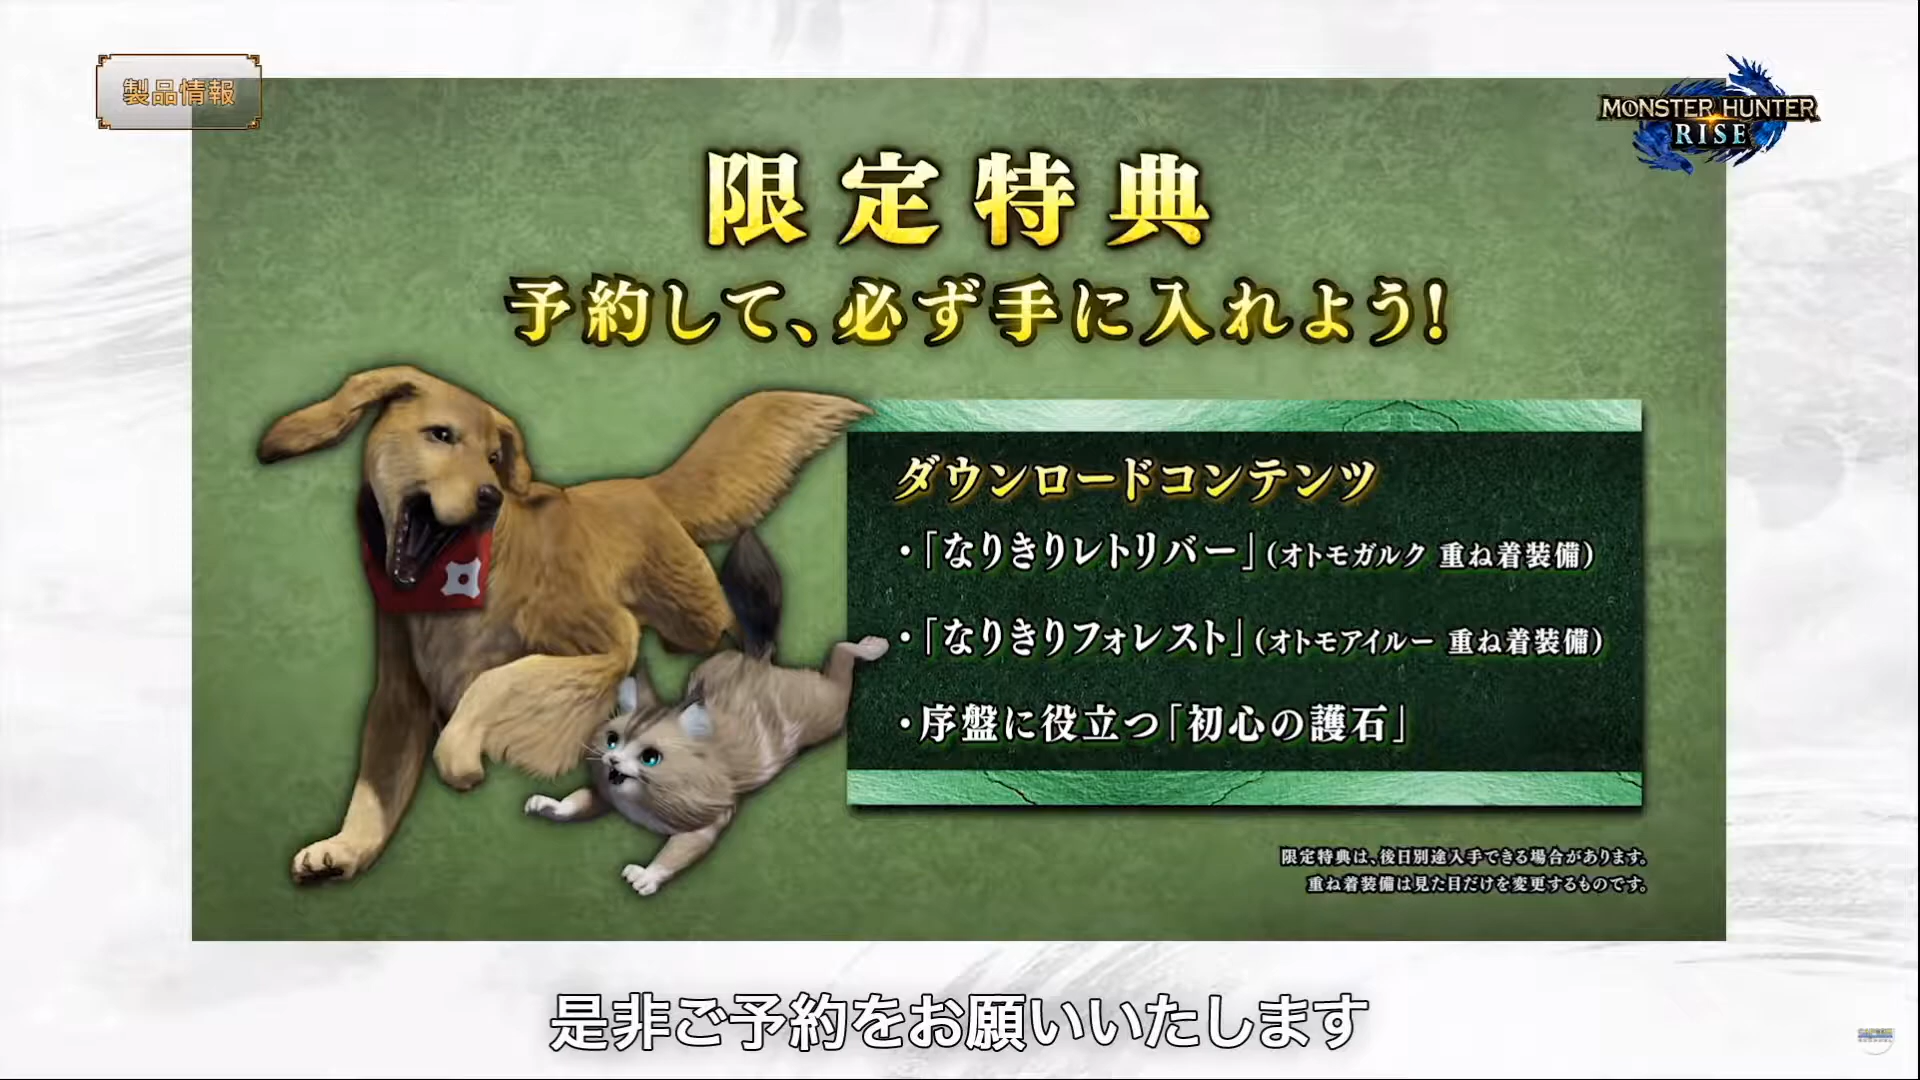 製品情報
MONSTER HUNTER
RISE
限定特典
予約して、必ず手に入れよう!
ダウンロードコンテンツ
・「なりきりレトリバー」(オトモガルク 重ね着装備)
・「なりきりフォレスト」(オトモアイルー 重ね着装備)
・序盤に役立つ「初心の護石」
限定特典は、後日別途入手できる場合があります。
重ね着装備は見た目だけを変更するものです。
是非ご予約をお願いいたします